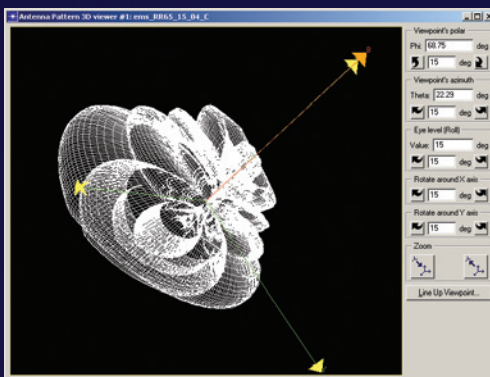 Antenna Pattern 3D viewer #1: ems_RR65_15_04_C
Viewpoint's polar
Phi: 68.75 deg
15 deg
Viewpoint's azimuth
Theta: 22.29 deg
15 deg
Eye level (Roll)
Value: 15 deg
15 deg
Rotate around X axis
15 deg
Rotate around Y axis
15 deg
Zoom
Line Up Viewpoint...